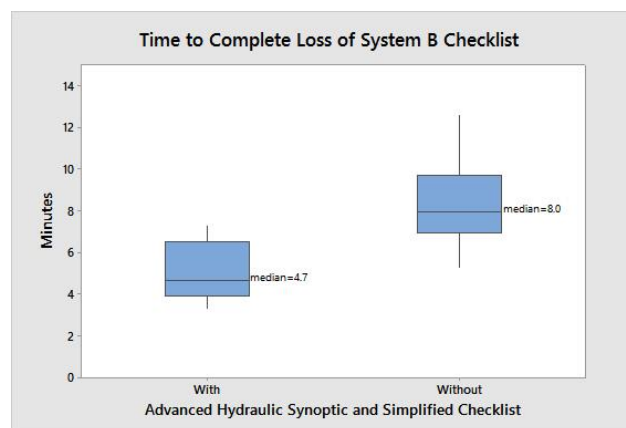 Time to Complete Loss of System B Checklist
14
12
10
8
6
4
2
0
Minutes
median=4.7
median=8.0
With
Without
Advanced Hydraulic Synoptic and Simplified Checklist